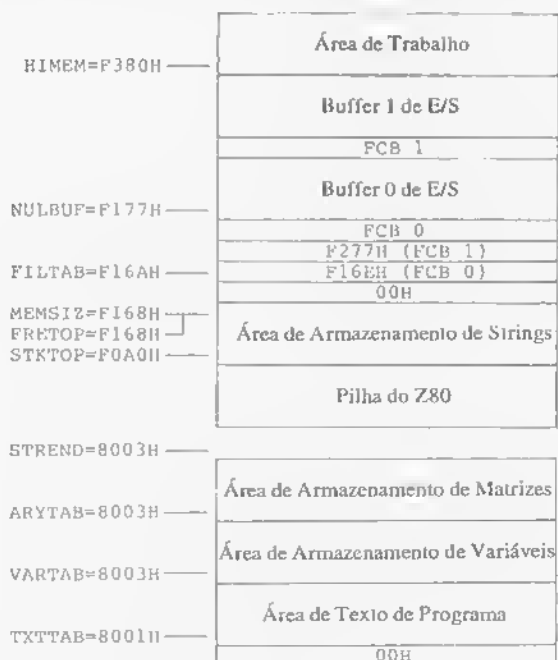 Área de Trabalho
HIMEM=F380H
Buffer 1 de E/S
FCB 1
Buffer 0 de E/S
NULBUF=F177H
FCB 0
F277H (FCB 1)
FILTAB=F16AH
F16EH (FCB 0)
00H
MEMSIZ=F168H
FRETOP=F168H
Área de Armazenamento de Strings
STKTOP=F0A0H
Pilha do Z80
STREND=8003H
Área de Armazenamento de Matrizes
ARYTAB=8003H
Área de Armazenamento de Variáveis
VARTAB=8003H
Área de Texto de Programa
TXTTAB=8001H
00H